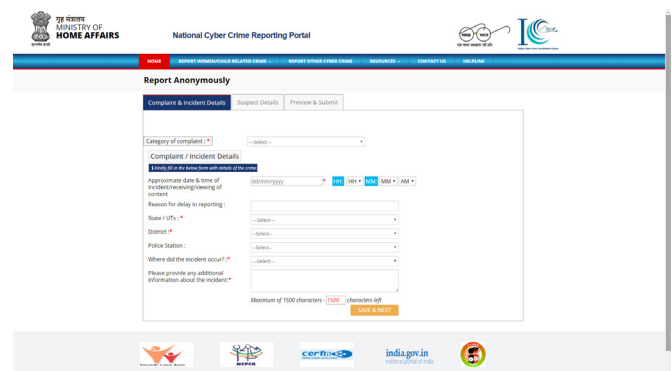 गृह मंत्रालय
MINISTRY OF
HOME AFFAIRS
National Cyber Crime Reporting Portal
HOME
REPORT WOMEN/CHILD RELATED CRIME
REPORT OTHER CYBER CRIME
RESOURCES
CONTACT US
HELPLINE
Report Anonymously
Complaint & Incident Details
Suspect Details
Preview & Submit
Category of complaint : *
---Select---
Complaint / Incident Details
Kindly fill in the below form with details of the crime
Approximate date & time of
Incident/receiving/viewing of
content
dd/mm/yyyy * HH: HH MM: MM AM
Reason for delay in reporting :
State / UTs : *
---Select---
District :*
--Select--
Police Station :
--Select--
Where did the incident occur? :*
---Select---
Please provide any additional
information about the incident:*
Maximum of 1500 characters - 1500 characters left
SAVE & NEXT
NCPCR
india.gov.in
national portal of india